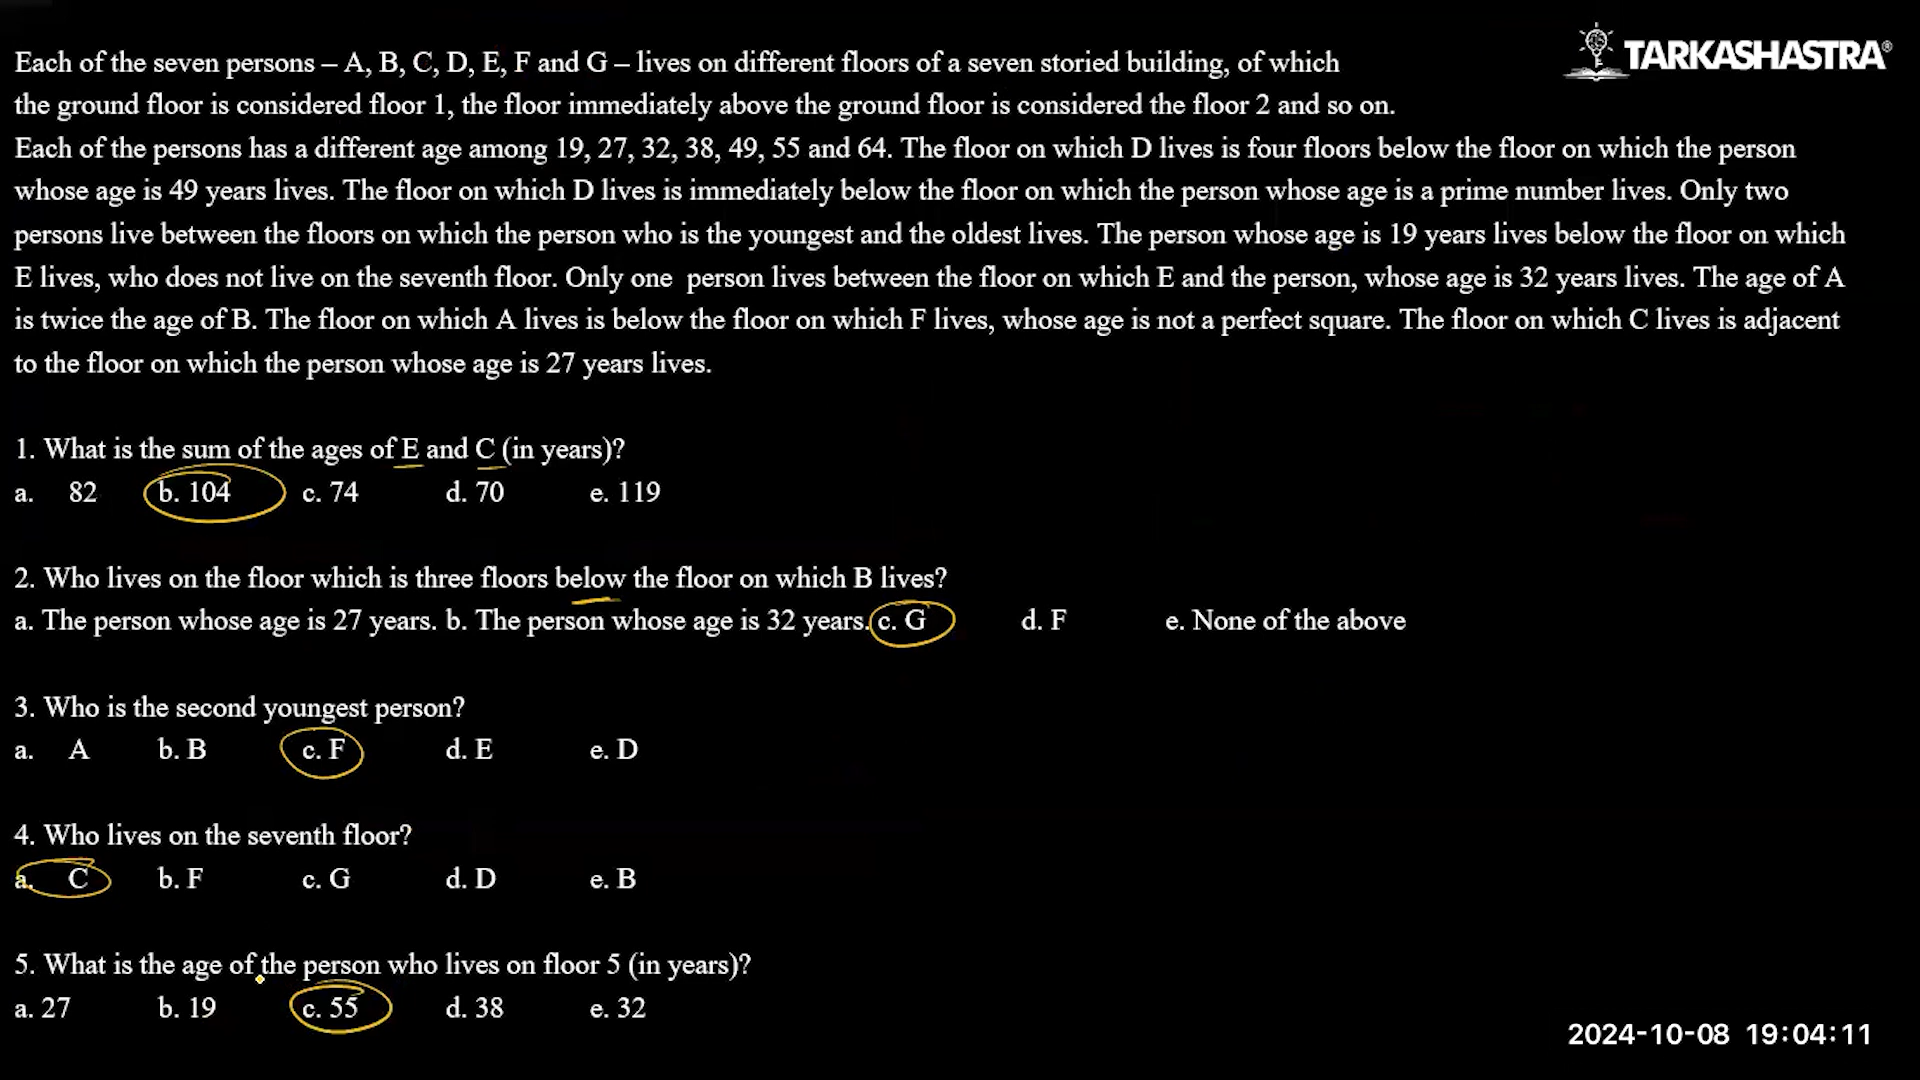 TARKASHASTRA®
Each of the seven persons – A, B, C, D, E, F and G – lives on different floors of a seven storied building, of which
the ground floor is considered floor 1, the floor immediately above the ground floor is considered the floor 2 and so on.
Each of the persons has a different age among 19, 27, 32, 38, 49, 55 and 64. The floor on which D lives is four floors below the floor on which the person
whose age is 49 years lives. The floor on which D lives is immediately below the floor on which the person whose age is a prime number lives. Only two
persons live between the floors on which the person who is the youngest and the oldest lives. The person whose age is 19 years lives below the floor on which
E lives, who does not live on the seventh floor. Only one person lives between the floor on which E and the person, whose age is 32 years lives. The age of A
is twice the age of B. The floor on which A lives is below the floor on which F lives, whose age is not a perfect square. The floor on which C lives is adjacent
to the floor on which the person whose age is 27 years lives.
1. What is the sum of the ages of E and C (in years)?
a. 82 b. 104 c. 74 d. 70 e. 119
2. Who lives on the floor which is three floors below the floor on which B lives?
a. The person whose age is 27 years. b. The person whose age is 32 years. c. G d. F e. None of the above
3. Who is the second youngest person?
a. A b. B c. F d. E e. D
4. Who lives on the seventh floor?
a. C b. F c. G d. D e. B
5. What is the age of the person who lives on floor 5 (in years)?
a. 27 b. 19 c. 55 d. 38 e. 32
2024-10-08 19:04:11